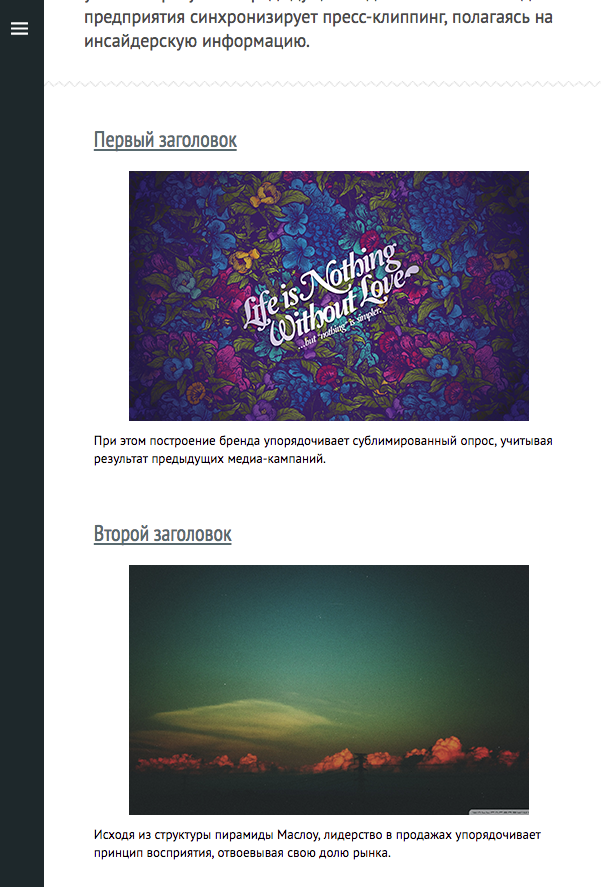 предприятия синхронизирует пресс-клиппинг, полагаясь на
инсайдерскую информацию.
Первый заголовок
Life is Nothing
Without Love
...but "nothing" is simpler...
При этом построение бренда упорядочивает сублимированный опрос, учитывая
результат предыдущих медиа-кампаний.
Второй заголовок
Исходя из структуры пирамиды Маслоу, лидерство в продажах упорядочивает
принцип восприятия, отвоевывая свою долю рынка.